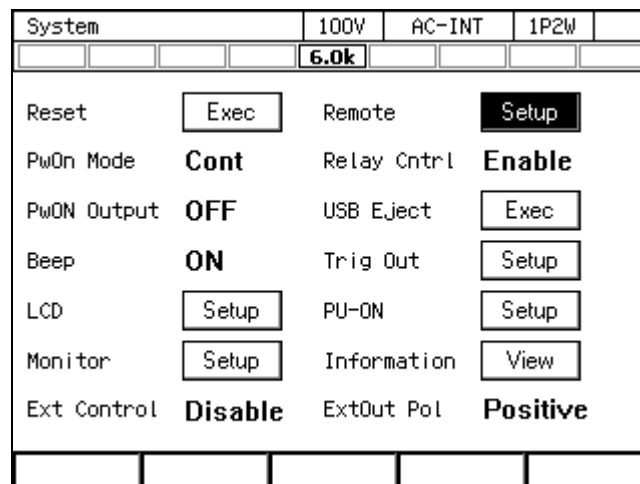 System 100V AC-INT 1P2W
6.0k
Reset Exec Remote Setup
PwOn Mode Cont Relay Cntrl Enable
PwON Output OFF USB Eject Exec
Beep ON Trig Out Setup
LCD Setup PU-ON Setup
Monitor Setup Information View
Ext Control Disable ExtOut Pol Positive